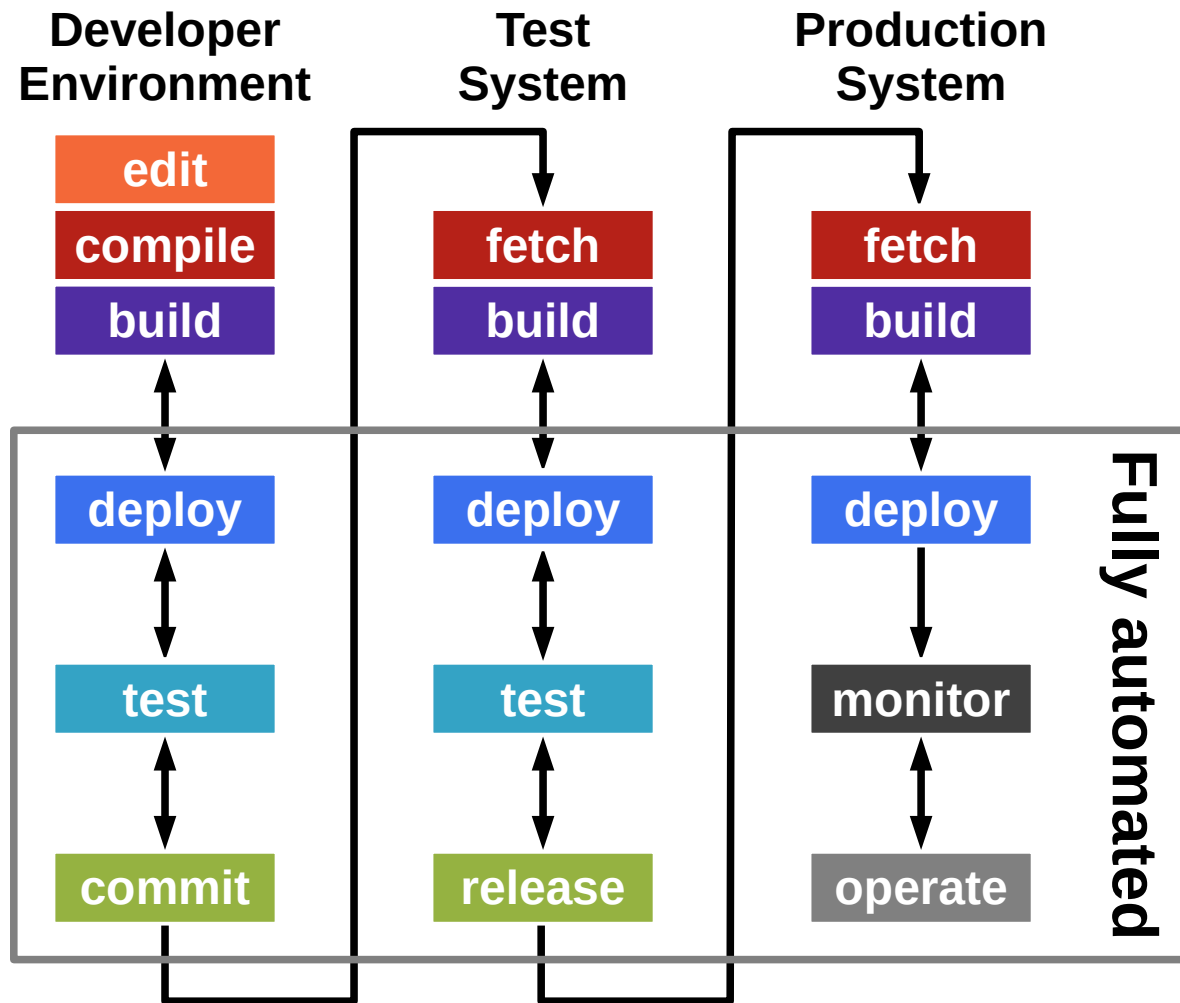 Developer
Environment
edit
compile
build
deploy
test
commit
Test
System
fetch
build
deploy
test
release
Production
System
fetch
build
deploy
monitor
operate
Fully automated